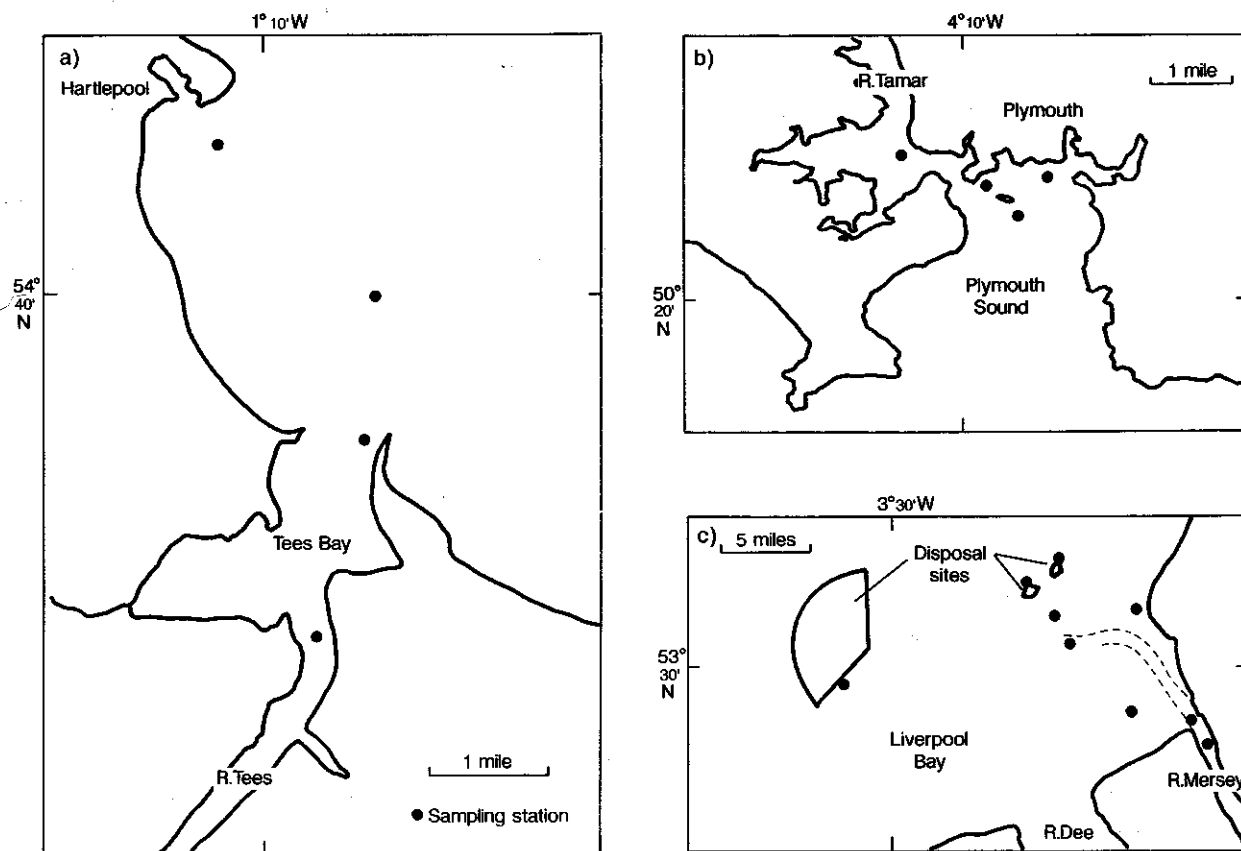 a)
1° 10' W
Hartlepool
54°
40'
N
Tees Bay
R.Tees
1 mile
Sampling station
b)
4° 10' W
R.Tamar
1 mile
Plymouth
Plymouth
Sound
50°
20'
N
c)
3° 30' W
5 miles
Disposal
sites
53°
30'
N
Liverpool
Bay
R.Mersey
R.Dee